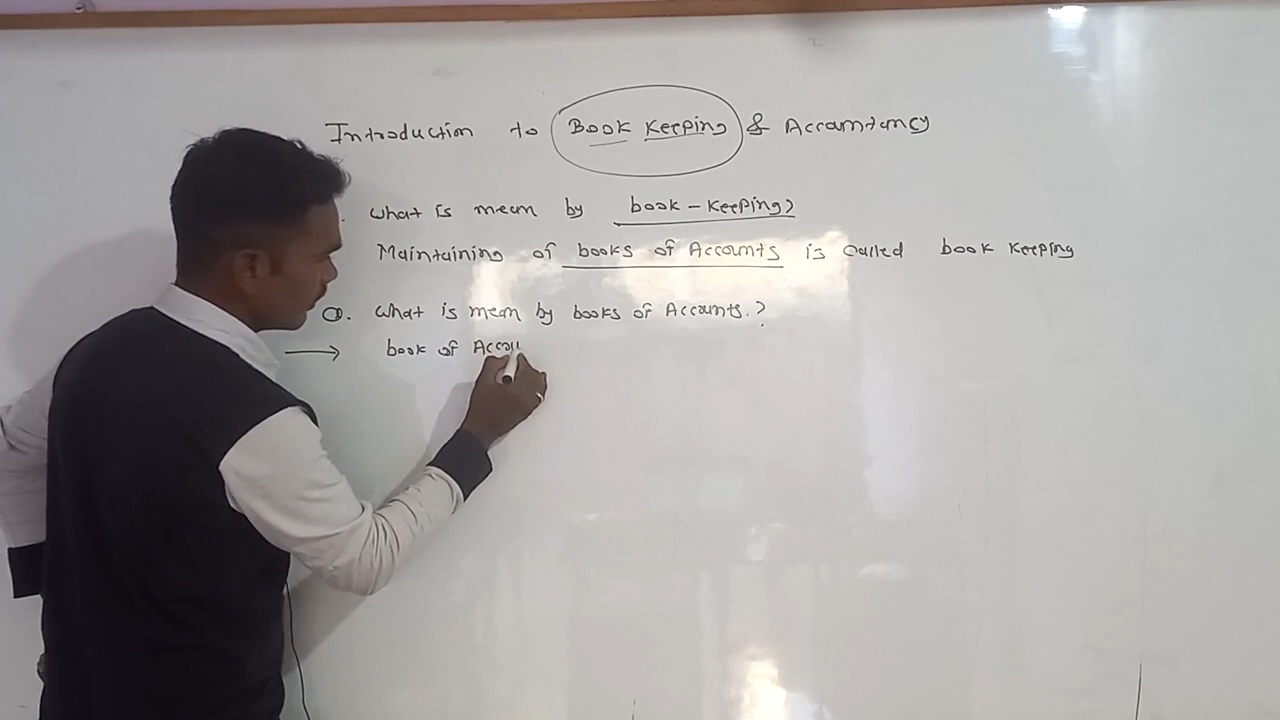 Introduction to Book Keeping & Accountancy
. What is mean by book - Keeping?
Maintaining of books of Accounts is Called book Keeping
Q. What is mean by books of Accounts.?
→ book of Accou